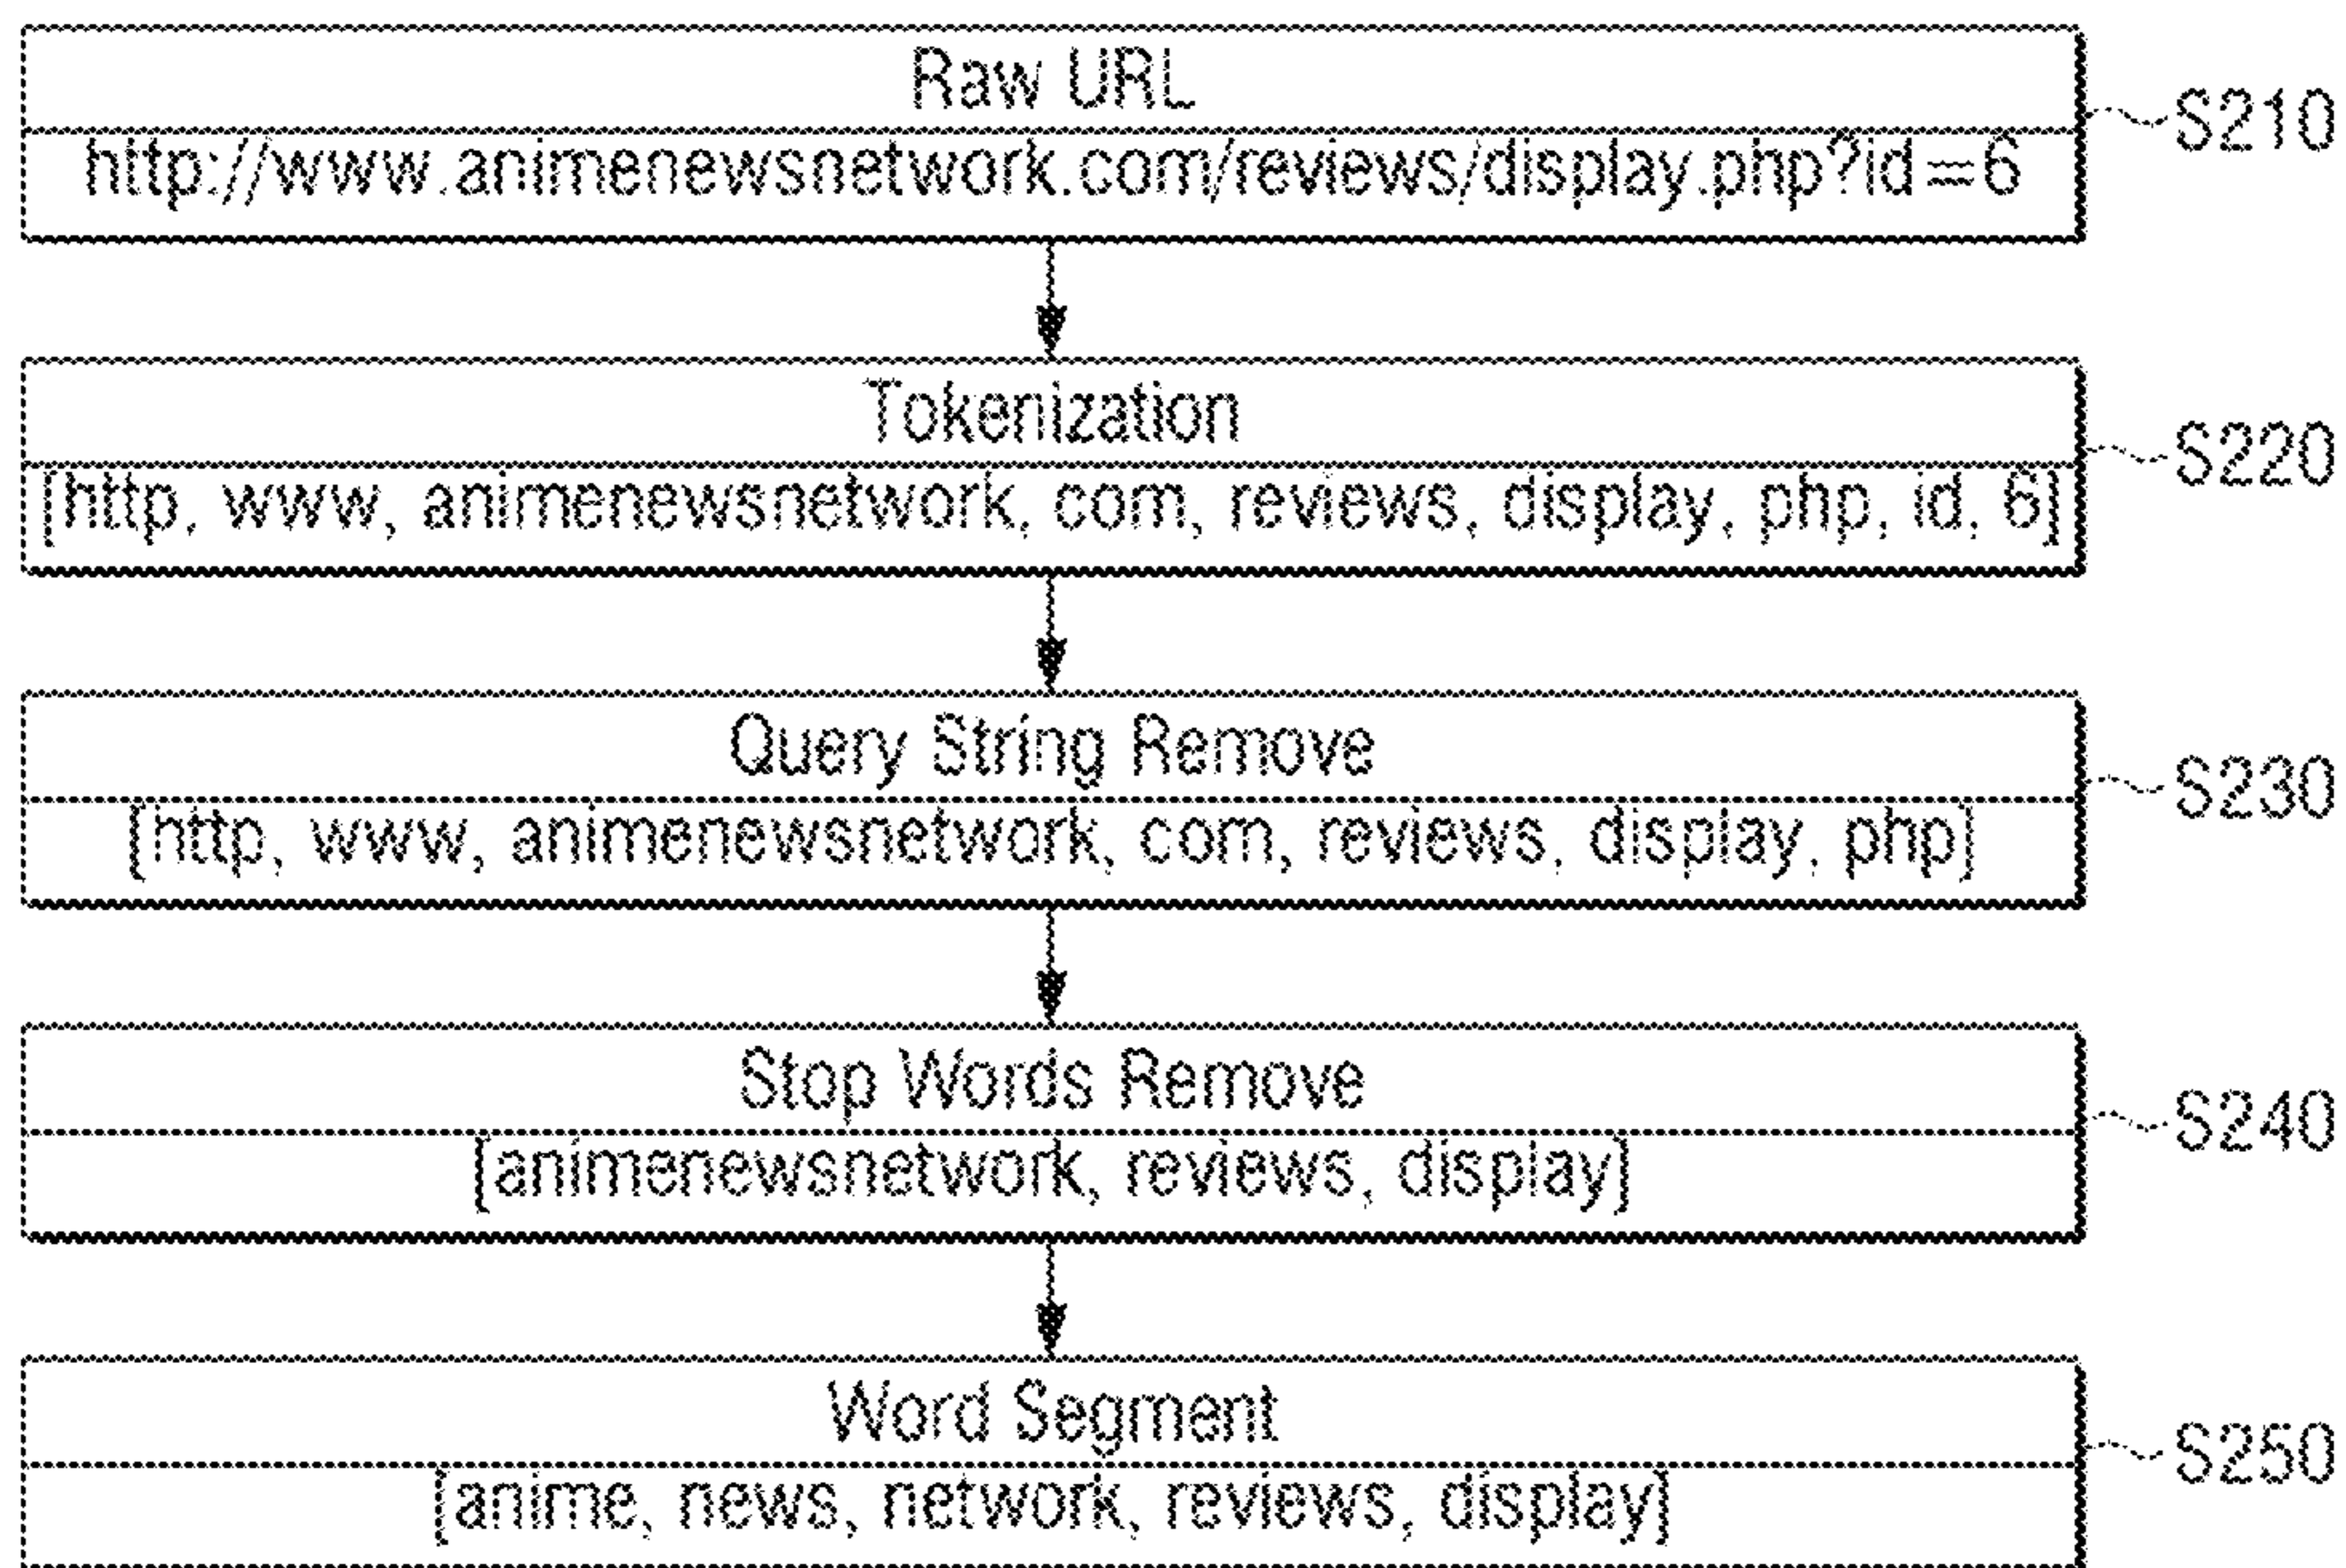 Raw URL
http://www.animenewsnetwork.com/reviews/display.php?id=6
S210
Tokenization
[http, www, animenewsnetwork, com, reviews, display, php, id, 6]
S220
Query String Remove
[http, www, animenewsnetwork, com, reviews, display, php]
S230
Stop Words Remove
[animenewsnetwork, reviews, display]
S240
Word Segment
[anime, news, network, reviews, display]
S250